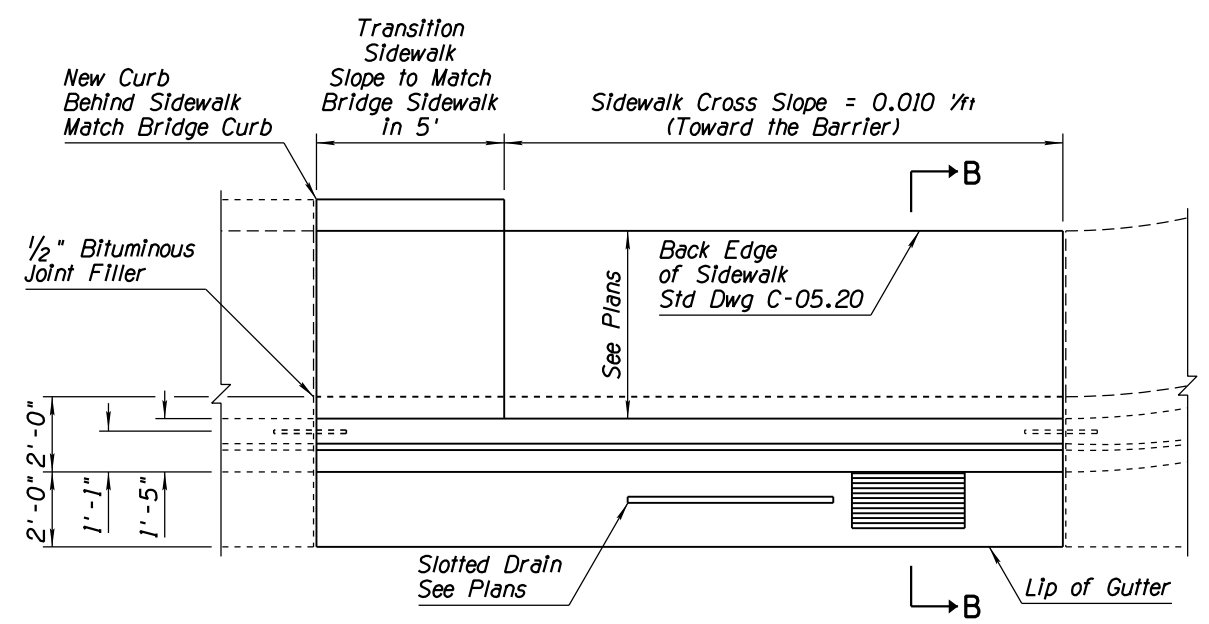 Transition
Sidewalk
Slope to Match
Bridge Sidewalk
in 5'
New Curb
Behind Sidewalk
Match Bridge Curb
Sidewalk Cross Slope = 0.010 '/ft
(Toward the Barrier)
B
1/2" Bituminous
Joint Filler
See Plans
Back Edge
of Sidewalk
Std Dwg C-05.20
2'-0"
2'-0"
1'-1"
1'-5"
Slotted Drain
See Plans
B
Lip of Gutter